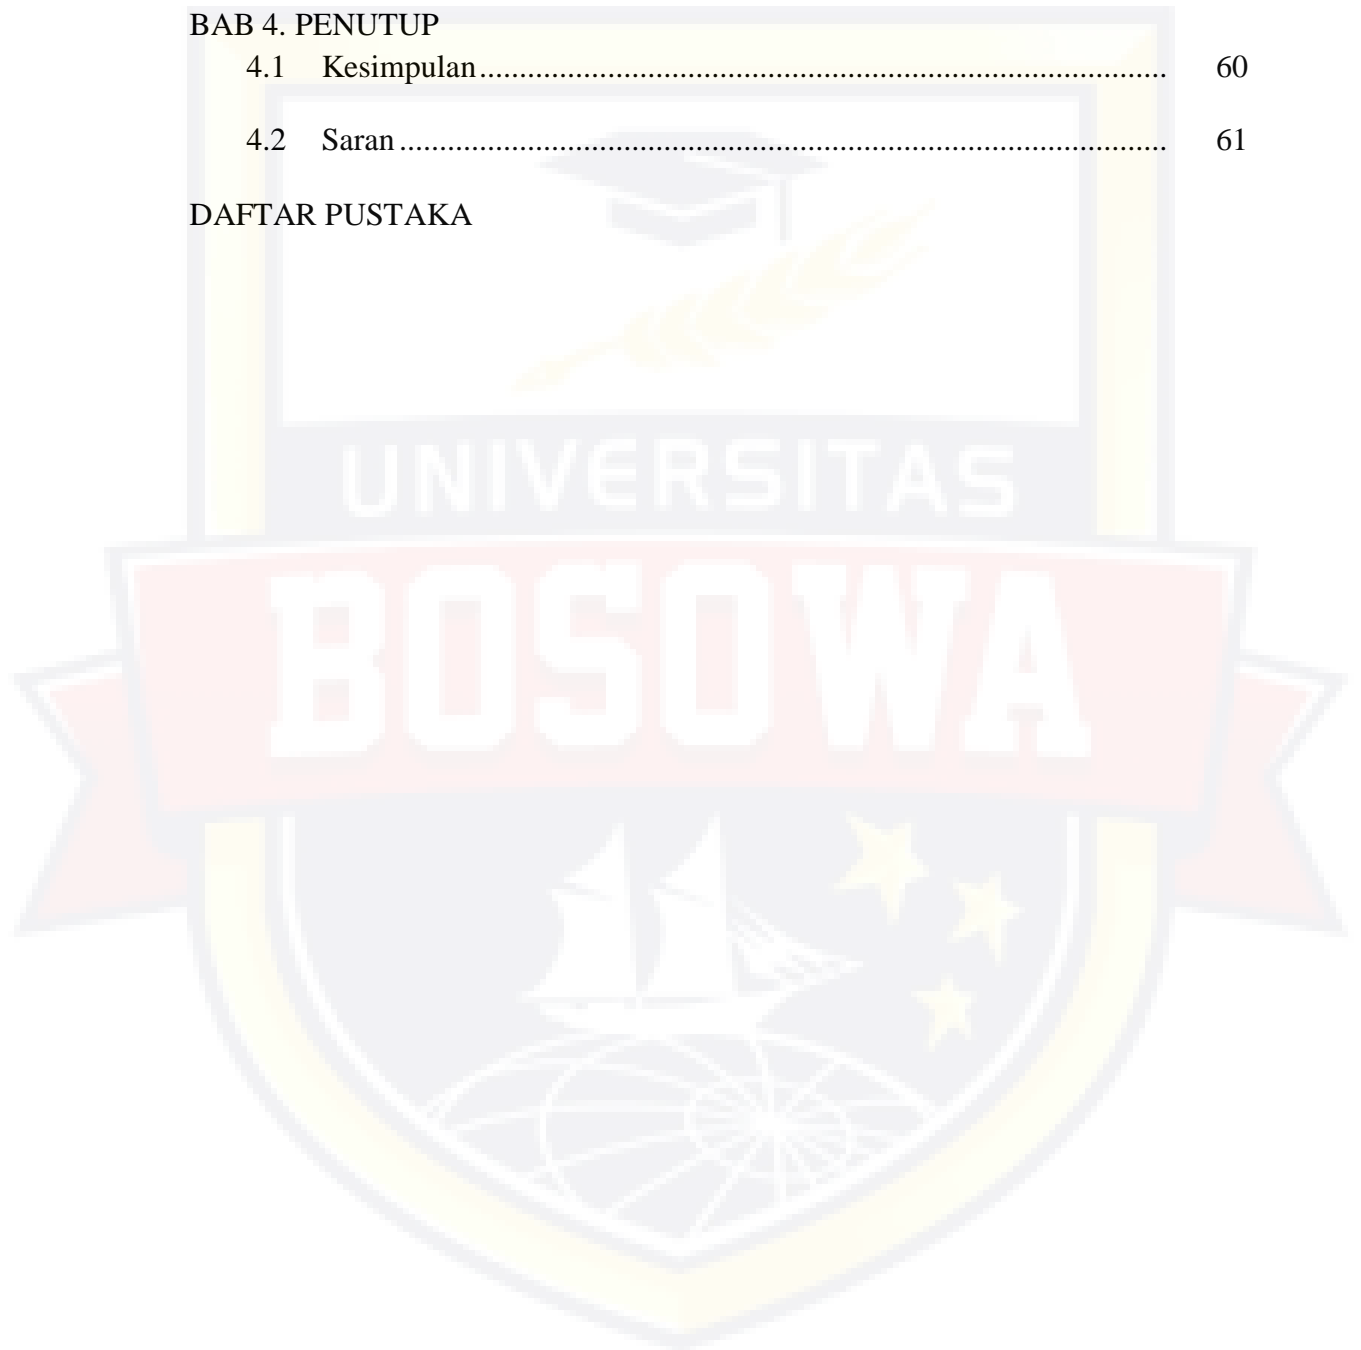 BAB 4. PENUTUP
4.1 Kesimpulan...................................................................................... 60
4.2 Saran ................................................................................................ 61
DAFTAR PUSTAKA
UNIVERSITAS
BOSOWA